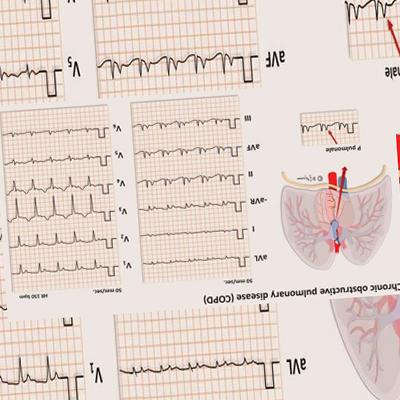 aVL
V1
Chronic obstructive pulmonary disease (COPD)
50 mm/sec.
50 mm/sec.
HR 150 bpm
aVL
I
-aVR
II
aVF
III
V1
V2
V3
V4
V5
V6
P pulmonale
nale
aVF
V5